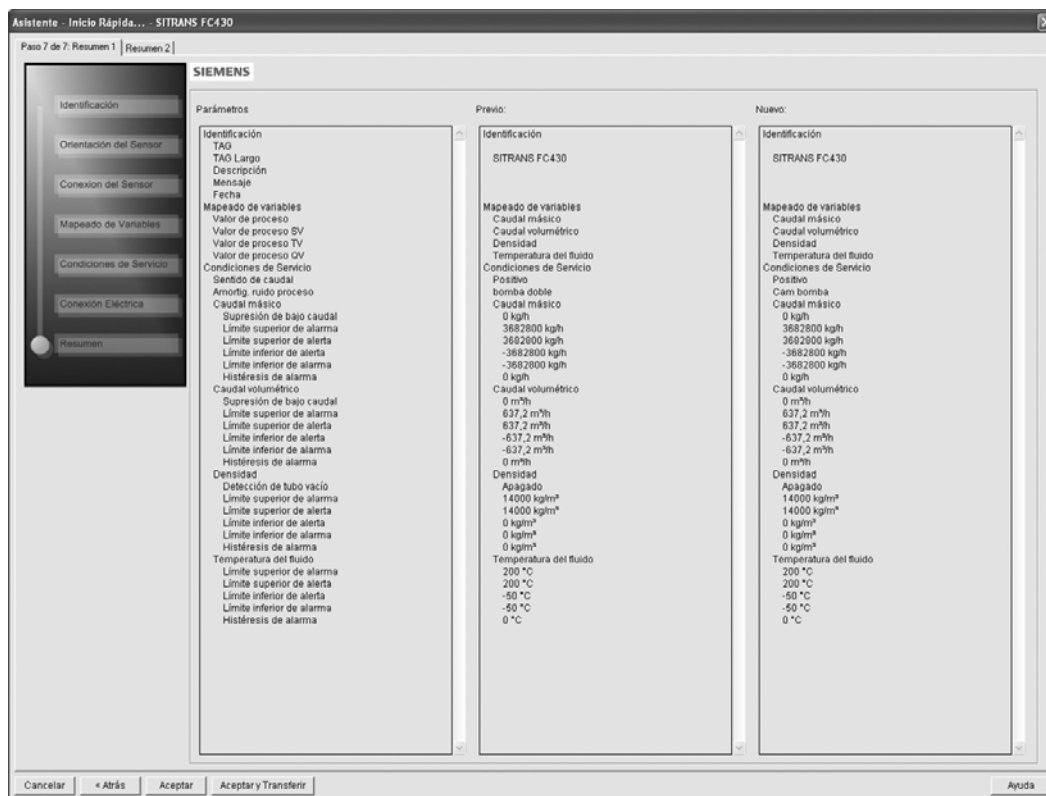 Asistente - Inicio Rápida... - SITRANS FC430
Paso 7 de 7: Resumen 1
Resumen 2
SIEMENS
Identificación
Orientación del Sensor
Conexion del Sensor
Mapeado de Variables
Condiciones de Servicio
Conexión Eléctrica
Resumen
Parámetros
Identificación
TAG
TAG Largo
Descripción
Mensaje
Fecha
Mapeado de variables
Valor de proceso
Valor de proceso SV
Valor de proceso TV
Valor de proceso QV
Condiciones de Servicio
Sentido de caudal
Amortig. ruido proceso
Caudal másico
Supresión de bajo caudal
Límite superior de alarma
Límite superior de alerta
Límite inferior de alerta
Límite inferior de alarma
Histéresis de alarma
Caudal volumétrico
Supresión de bajo caudal
Límite superior de alarma
Límite superior de alerta
Límite inferior de alerta
Límite inferior de alarma
Histéresis de alarma
Densidad
Detección de tubo vacío
Límite superior de alarma
Límite superior de alerta
Límite inferior de alerta
Límite inferior de alarma
Histéresis de alarma
Temperatura del fluido
Límite superior de alarma
Límite superior de alerta
Límite inferior de alerta
Límite inferior de alarma
Histéresis de alarma
Previo:
Identificación
SITRANS FC430
Mapeado de variables
Caudal másico
Caudal volumétrico
Densidad
Temperatura del fluido
Condiciones de Servicio
Positivo
bomba doble
Caudal másico
0 kg/h
3682800 kg/h
3682800 kg/h
-3682800 kg/h
-3682800 kg/h
0 kg/h
Caudal volumétrico
0 m³/h
637,2 m³/h
637,2 m³/h
-637,2 m³/h
-637,2 m³/h
0 m³/h
Densidad
Apagado
14000 kg/m³
14000 kg/m³
0 kg/m³
0 kg/m³
0 kg/m³
Temperatura del fluido
200 °C
200 °C
-50 °C
-50 °C
0 °C
Nuevo:
Identificación
SITRANS FC430
Mapeado de variables
Caudal másico
Caudal volumétrico
Densidad
Temperatura del fluido
Condiciones de Servicio
Positivo
Cam bomba
Caudal másico
0 kg/h
3682800 kg/h
3682800 kg/h
-3682800 kg/h
-3682800 kg/h
0 kg/h
Caudal volumétrico
0 m³/h
637,2 m³/h
637,2 m³/h
-637,2 m³/h
-637,2 m³/h
0 m³/h
Densidad
Apagado
14000 kg/m³
14000 kg/m³
0 kg/m³
0 kg/m³
0 kg/m³
Temperatura del fluido
200 °C
200 °C
-50 °C
-50 °C
0 °C
Cancelar
« Atrás
Aceptar
Aceptar y Transferir
Ayuda